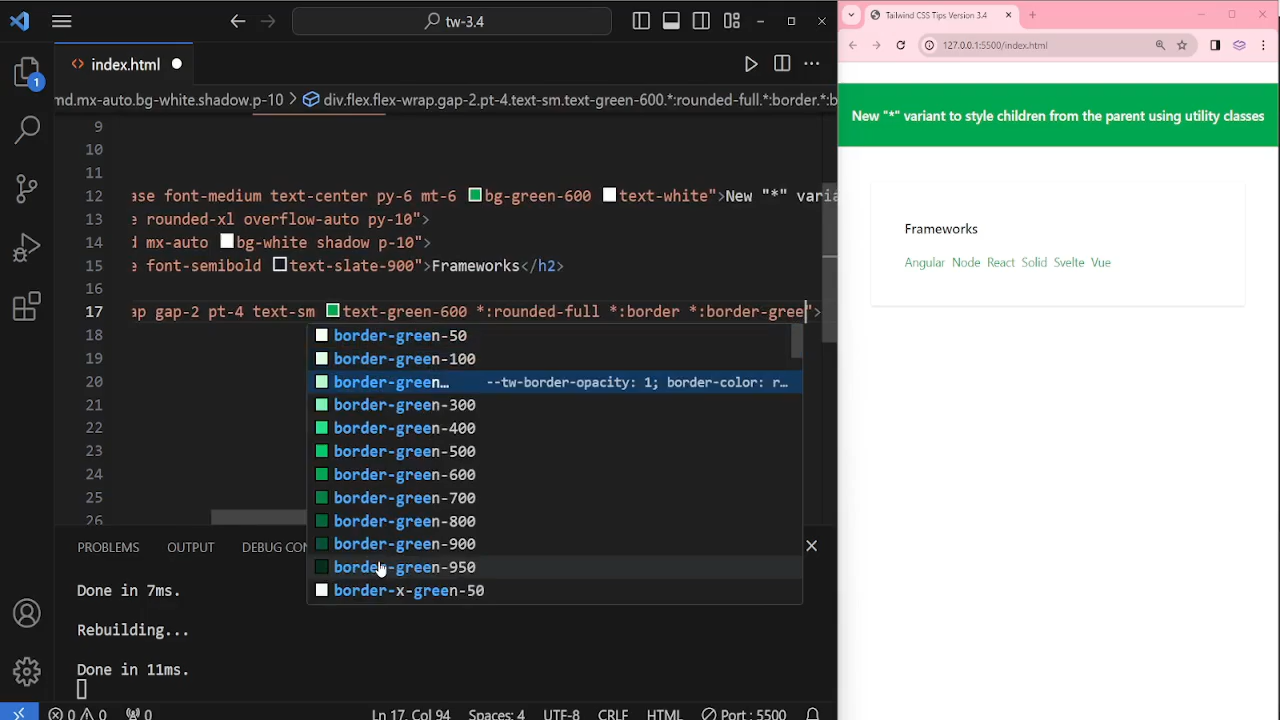 tw-3.4
index.html
md.mx-auto.bg-white.shadow.p-10 > div.flex.flex-wrap.gap-2.pt-4.text-sm.text-green-600.*:rounded-full.*:border.*:b
9
10
11
12 ase font-medium text-center py-6 mt-6 bg-green-600 text-white">New "*" varia
13 e rounded-xl overflow-auto py-10">
14 d mx-auto bg-white shadow p-10">
15 e font-semibold text-slate-900">Frameworks</h2>
16
17 ap gap-2 pt-4 text-sm text-green-600 *:rounded-full *:border *:border-gree">
18
19
20
21
22
23
24
25
26
border-green-50
border-green-100
border-green… --tw-border-opacity: 1; border-color: r…
border-green-300
border-green-400
border-green-500
border-green-600
border-green-700
border-green-800
border-green-900
border-green-950
border-x-green-50
PROBLEMS OUTPUT DEBUG CON
Done in 7ms.
Rebuilding...
Done in 11ms.
1
0 0 0 Ln 17, Col 94 Spaces: 4 UTF-8 CRLF HTML Port : 5500
Tailwind CSS Tips Version 3.4
127.0.0.1:5500/index.html
New "*" variant to style children from the parent using utility classes
Frameworks
Angular Node React Solid Svelte Vue